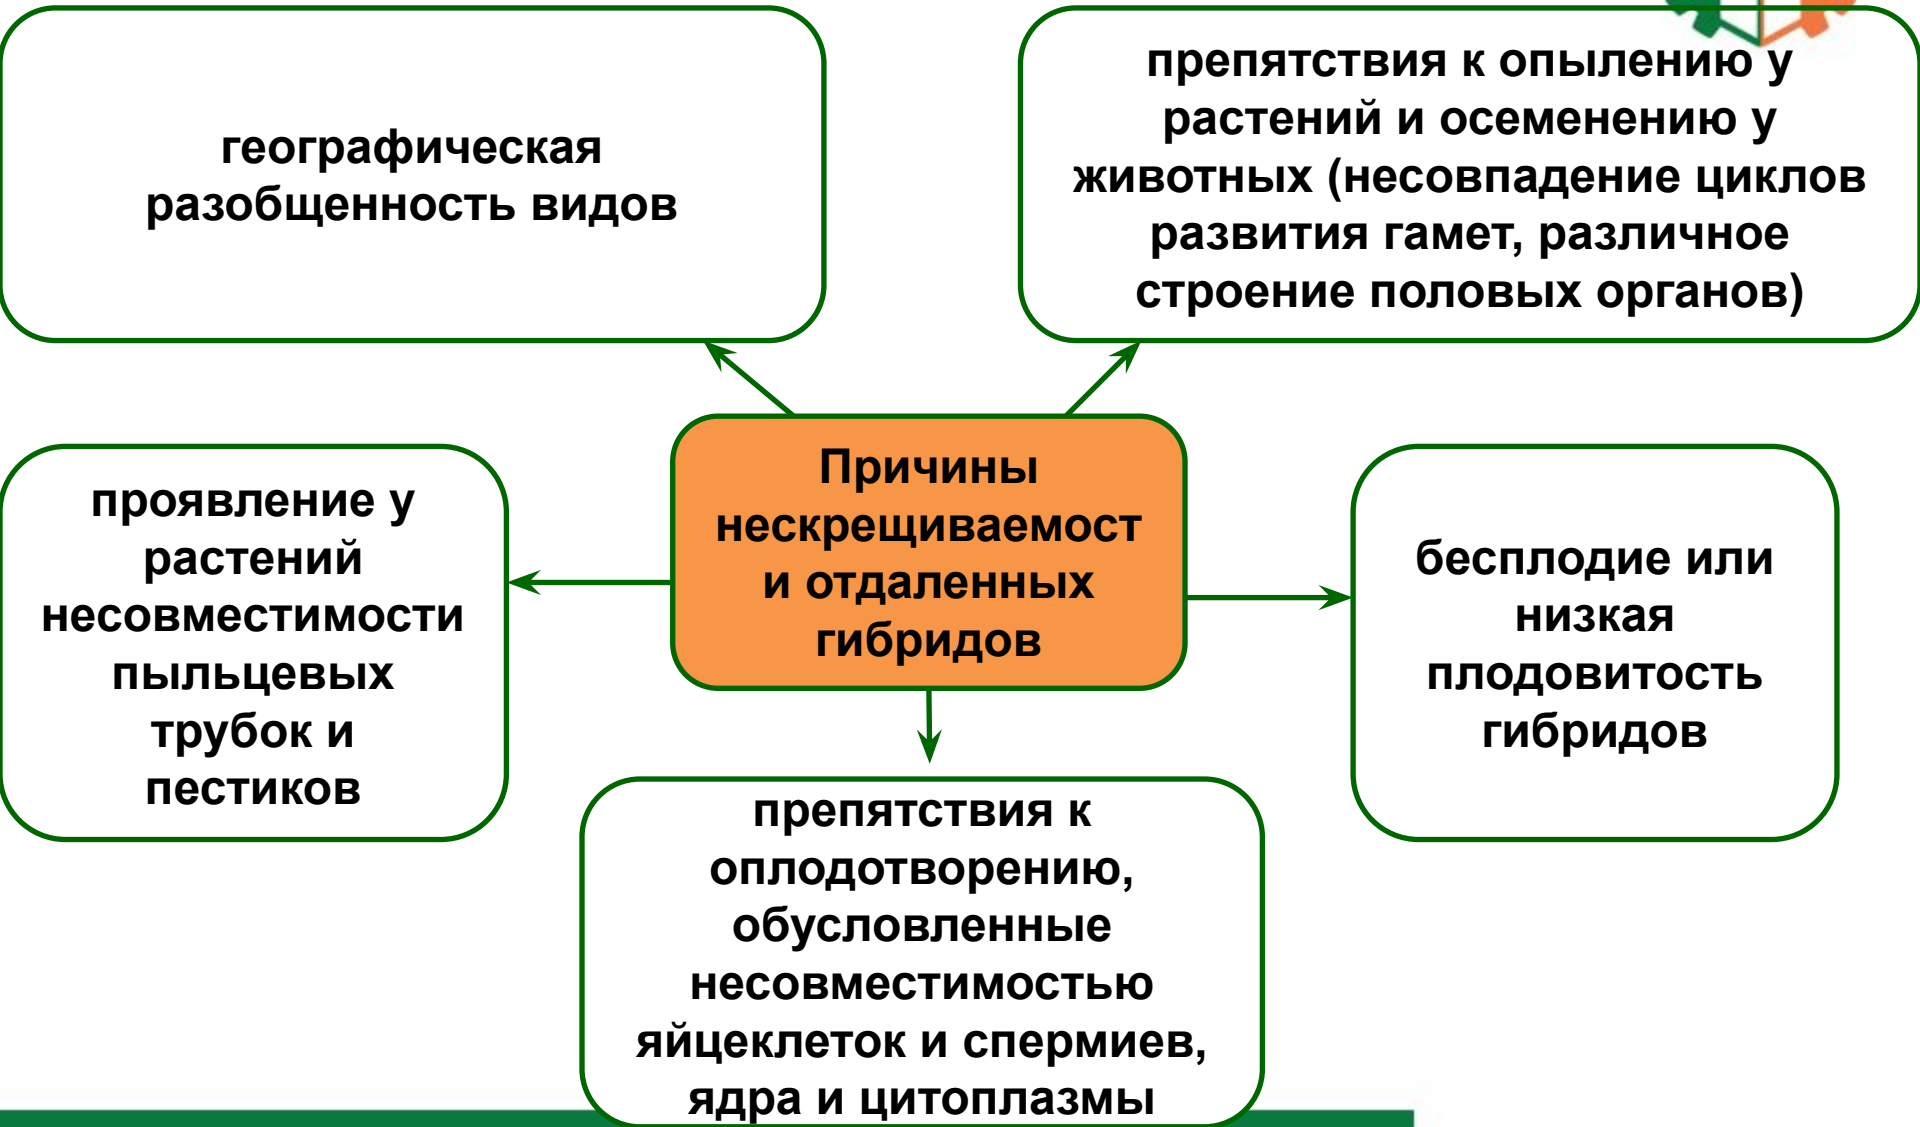 географическая
разобщенность видов
препятствия к опылению у
растений и осеменению у
животных (несовпадение циклов
развития гамет, различное
строение половых органов)
Причины
нескрещиваемост
и отдаленных
гибридов
проявление у
растений
несовместимости
пыльцевых
трубок и
пестиков
бесплодие или
низкая
плодовитость
гибридов
препятствия к
оплодотворению,
обусловленные
несовместимостью
яйцеклеток и спермиев,
ядра и цитоплазмы